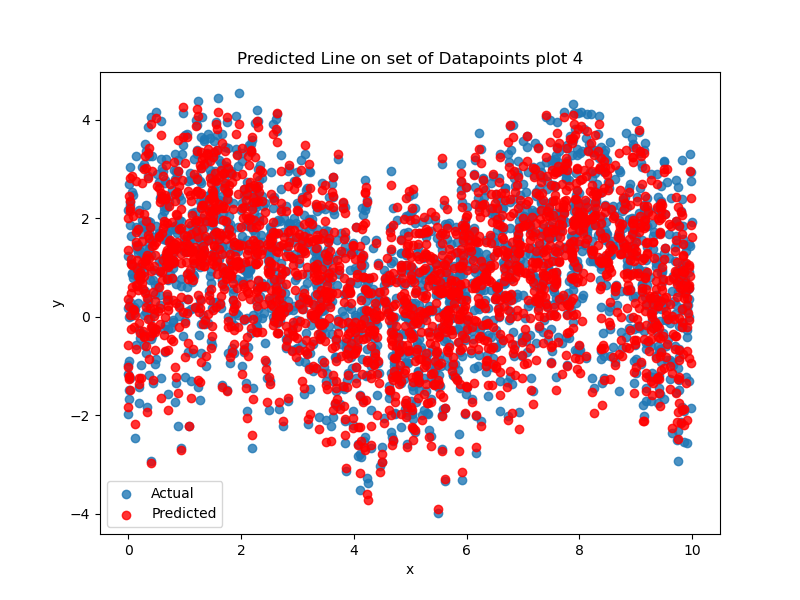 Predicted Line on set of Datapoints plot 4
4
2
0
−2
−4
y
Actual
Predicted
0 2 4 6 8 10
x